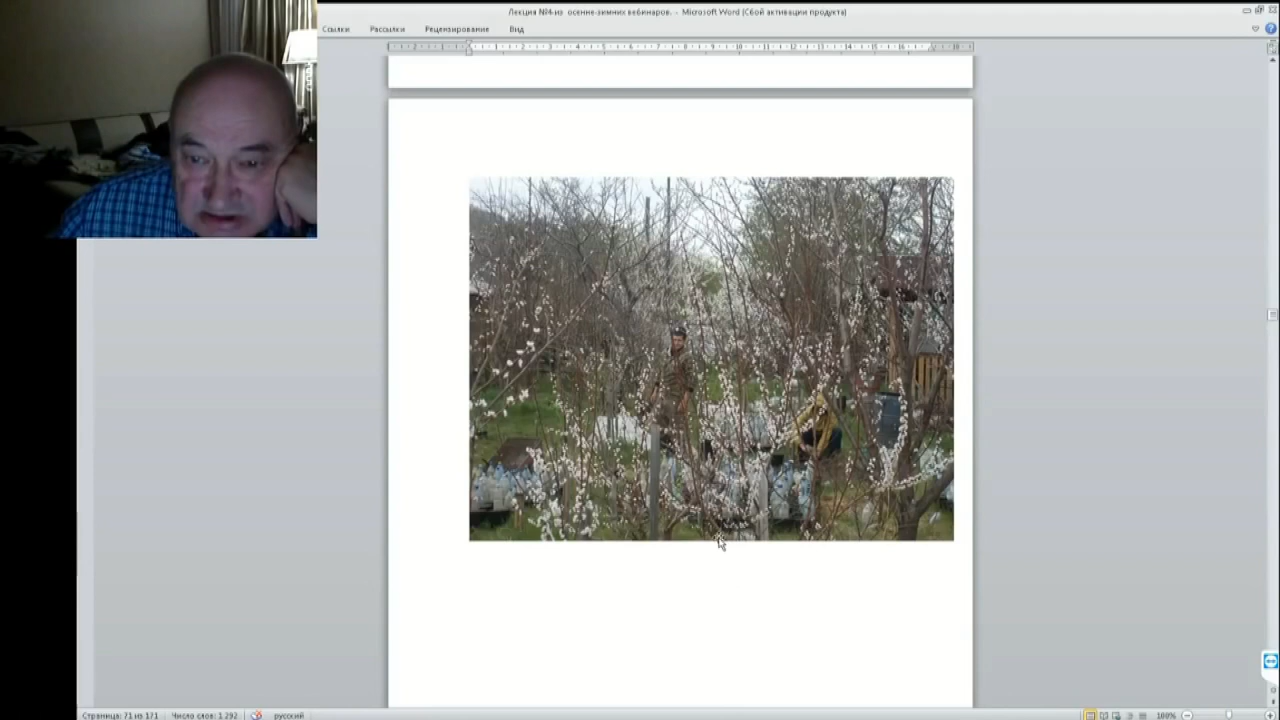 Лекция №4-из осенне-зимних вебинаров. - Microsoft Word (Сбой активации продукта)
Ссылки Рассылки Рецензирование Вид
Страница: 71 из 171 Число слов: 1 292 русский 100%